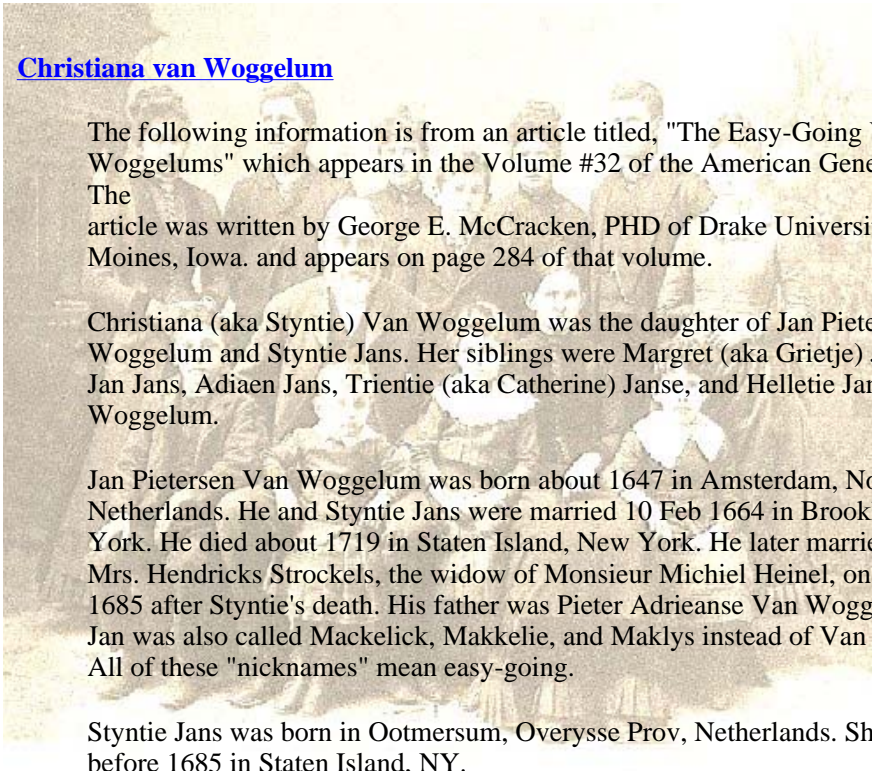 Christiana van Woggelum
The following information is from an article titled, "The Easy-Going V
Woggelums" which appears in the Volume #32 of the American Gene
The
article was written by George E. McCracken, PHD of Drake Universi
Moines, Iowa. and appears on page 284 of that volume.
Christiana (aka Styntie) Van Woggelum was the daughter of Jan Piete
Woggelum and Styntie Jans. Her siblings were Margret (aka Grietje)
Jan Jans, Adiaen Jans, Trientie (aka Catherine) Janse, and Helletie Jan
Woggelum.
Jan Pietersen Van Woggelum was born about 1647 in Amsterdam, No
Netherlands. He and Styntie Jans were married 10 Feb 1664 in Brook
York. He died about 1719 in Staten Island, New York. He later marrie
Mrs. Hendricks Strockels, the widow of Monsieur Michiel Heinel, on
1685 after Styntie's death. His father was Pieter Adrieanse Van Wogg
Jan was also called Mackelick, Makkelie, and Maklys instead of Van
All of these "nicknames" mean easy-going.
Styntie Jans was born in Ootmersum, Overysse Prov, Netherlands. Sh
before 1685 in Staten Island, NY.